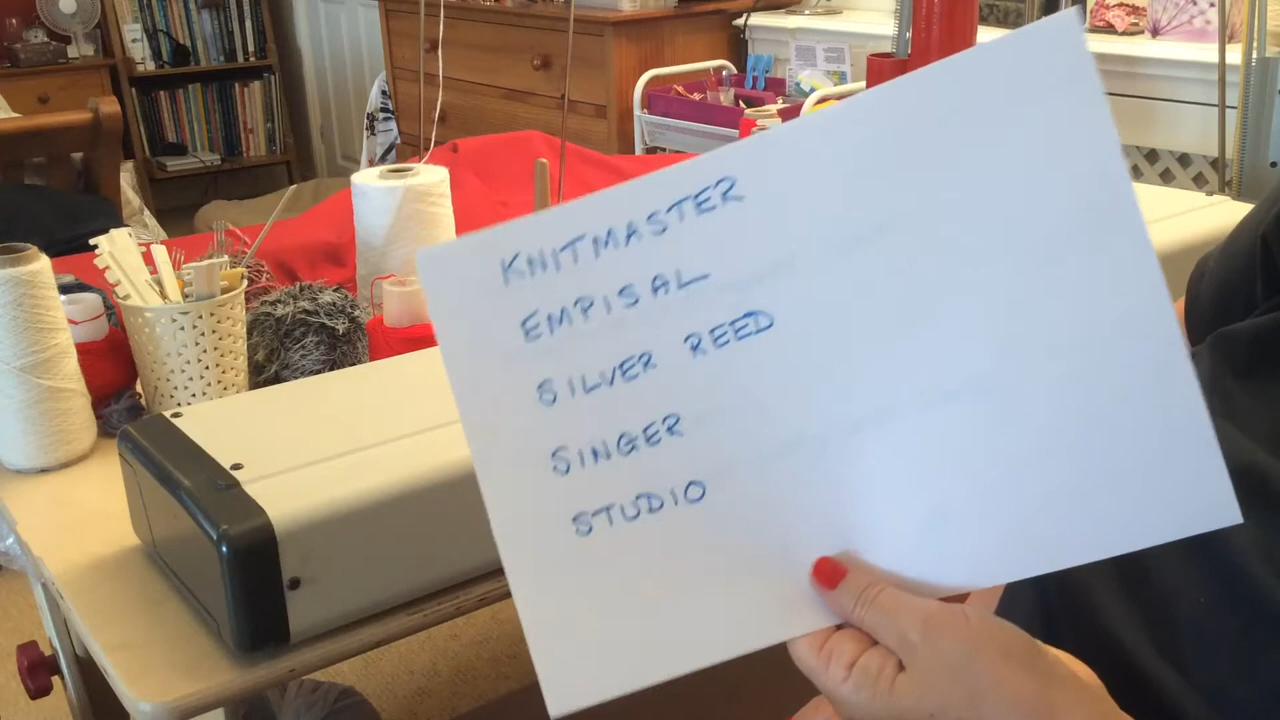 KNITMASTER
EMPISAL
SILVER REED
SINGER
STUDIO